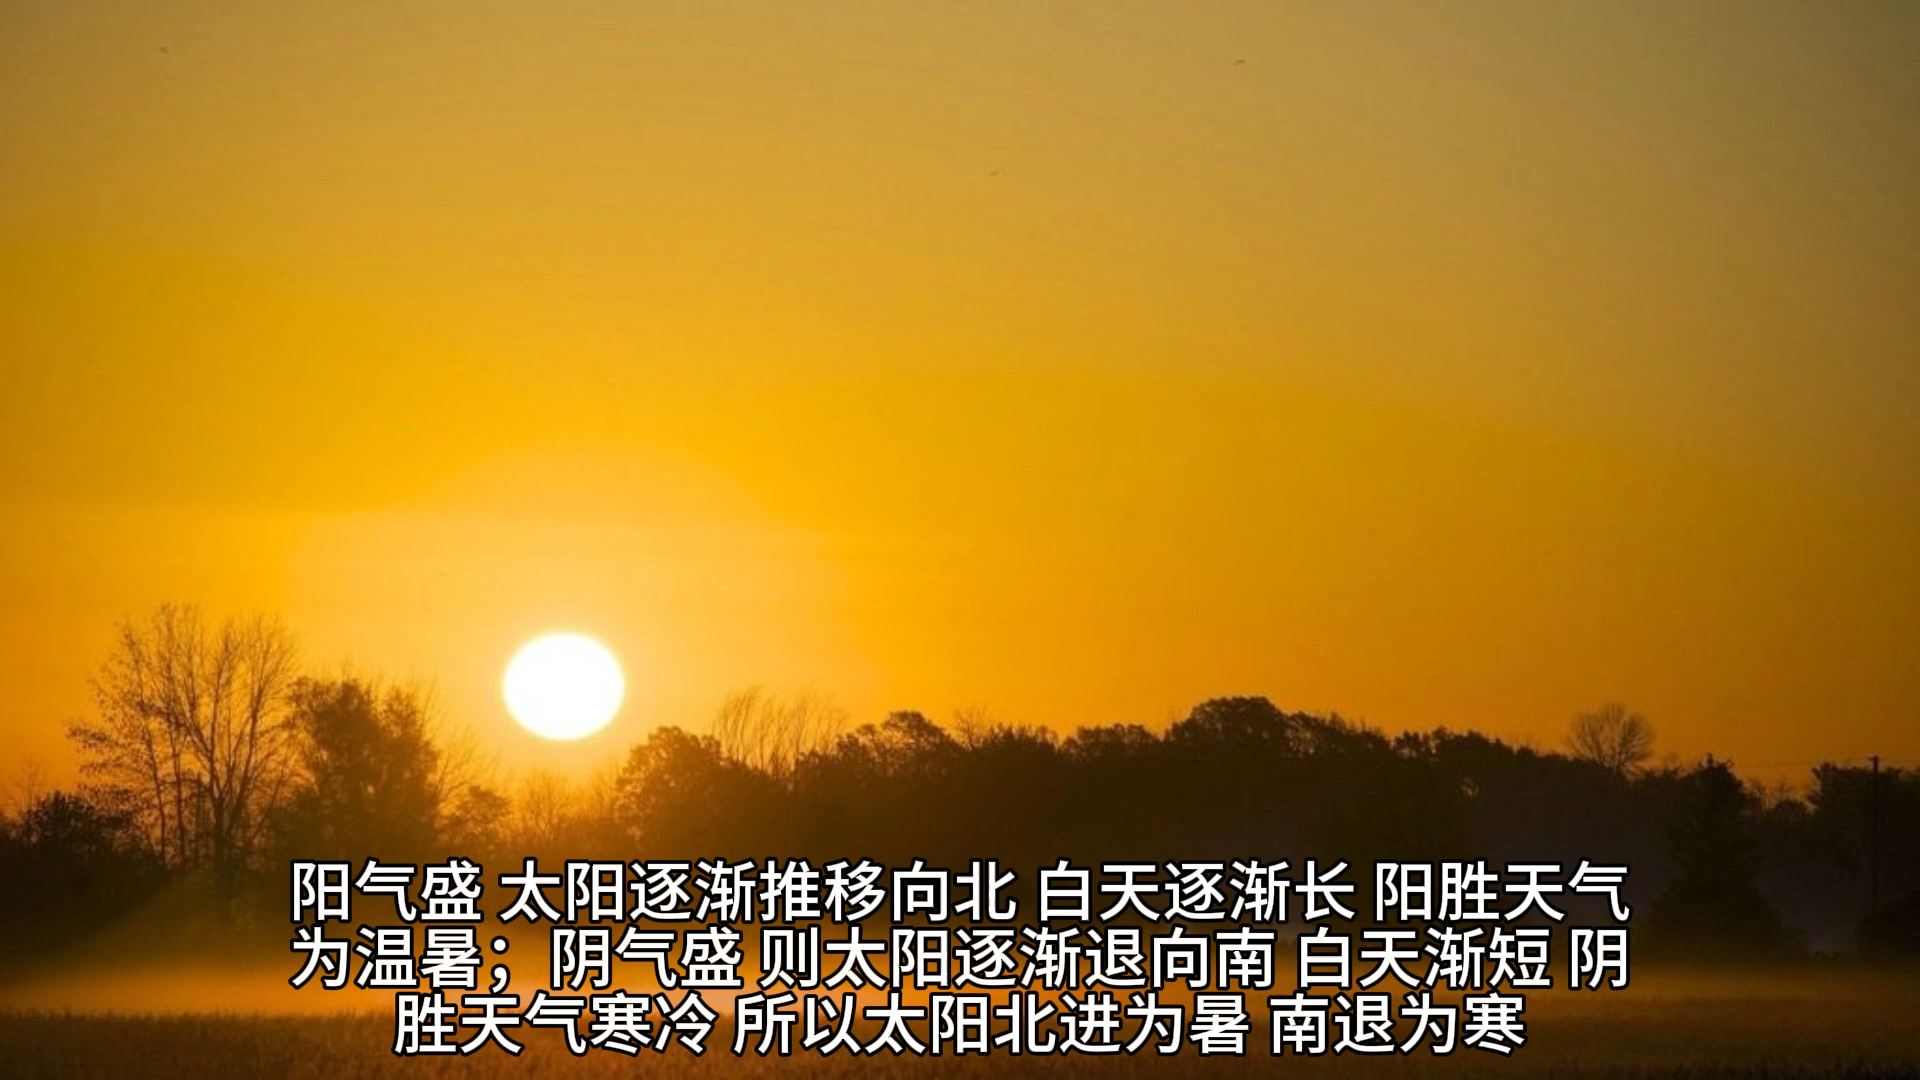 阳气盛 太阳逐渐推移向北 白天逐渐长 阳胜天气
为温暑；阴气盛 则太阳逐渐退向南 白天渐短 阴
胜天气寒冷 所以太阳北进为暑 南退为寒